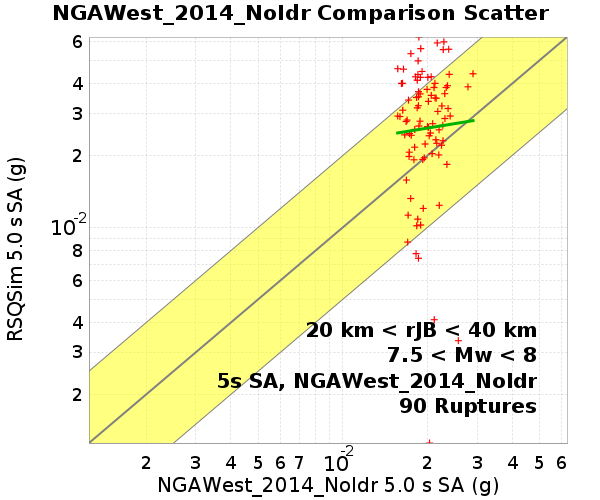 NGAWest_2014_NoIdr Comparison Scatter
RSQSim 5.0 s SA (g)
6
4
3
2
10^-2
8
6
4
3
2
20 km < rJB < 40 km
7.5 < Mw < 8
5s SA, NGAWest_2014_NoIdr
90 Ruptures
2 3 4 5 6 7 10^-2 2 3 4 5 6
NGAWest_2014_NoIdr 5.0 s SA (g)